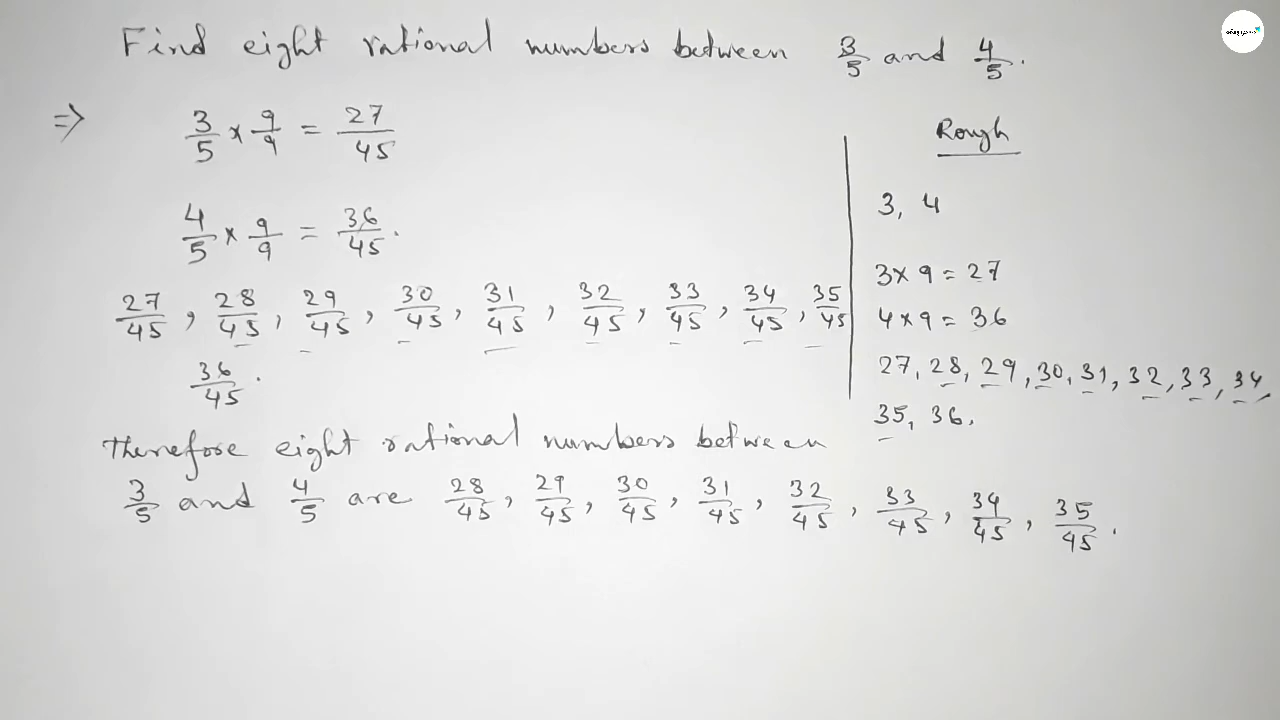 Find eight rational numbers between 3/5 and 4/5.
⇒ 3/5 × 9/9 = 27/45
4/5 × 9/9 = 36/45.
27/45, 28/45, 29/45, 30/45, 31/45, 32/45, 33/45, 34/45, 35/45
36/45.
Therefore eight rational numbers between
3/5 and 4/5 are 28/45, 29/45, 30/45, 31/45, 32/45, 33/45, 34/45, 35/45.
Rough
3, 4
3 × 9 = 27
4 × 9 = 36
27, 28, 29, 30, 31, 32, 33, 34,
35, 36.